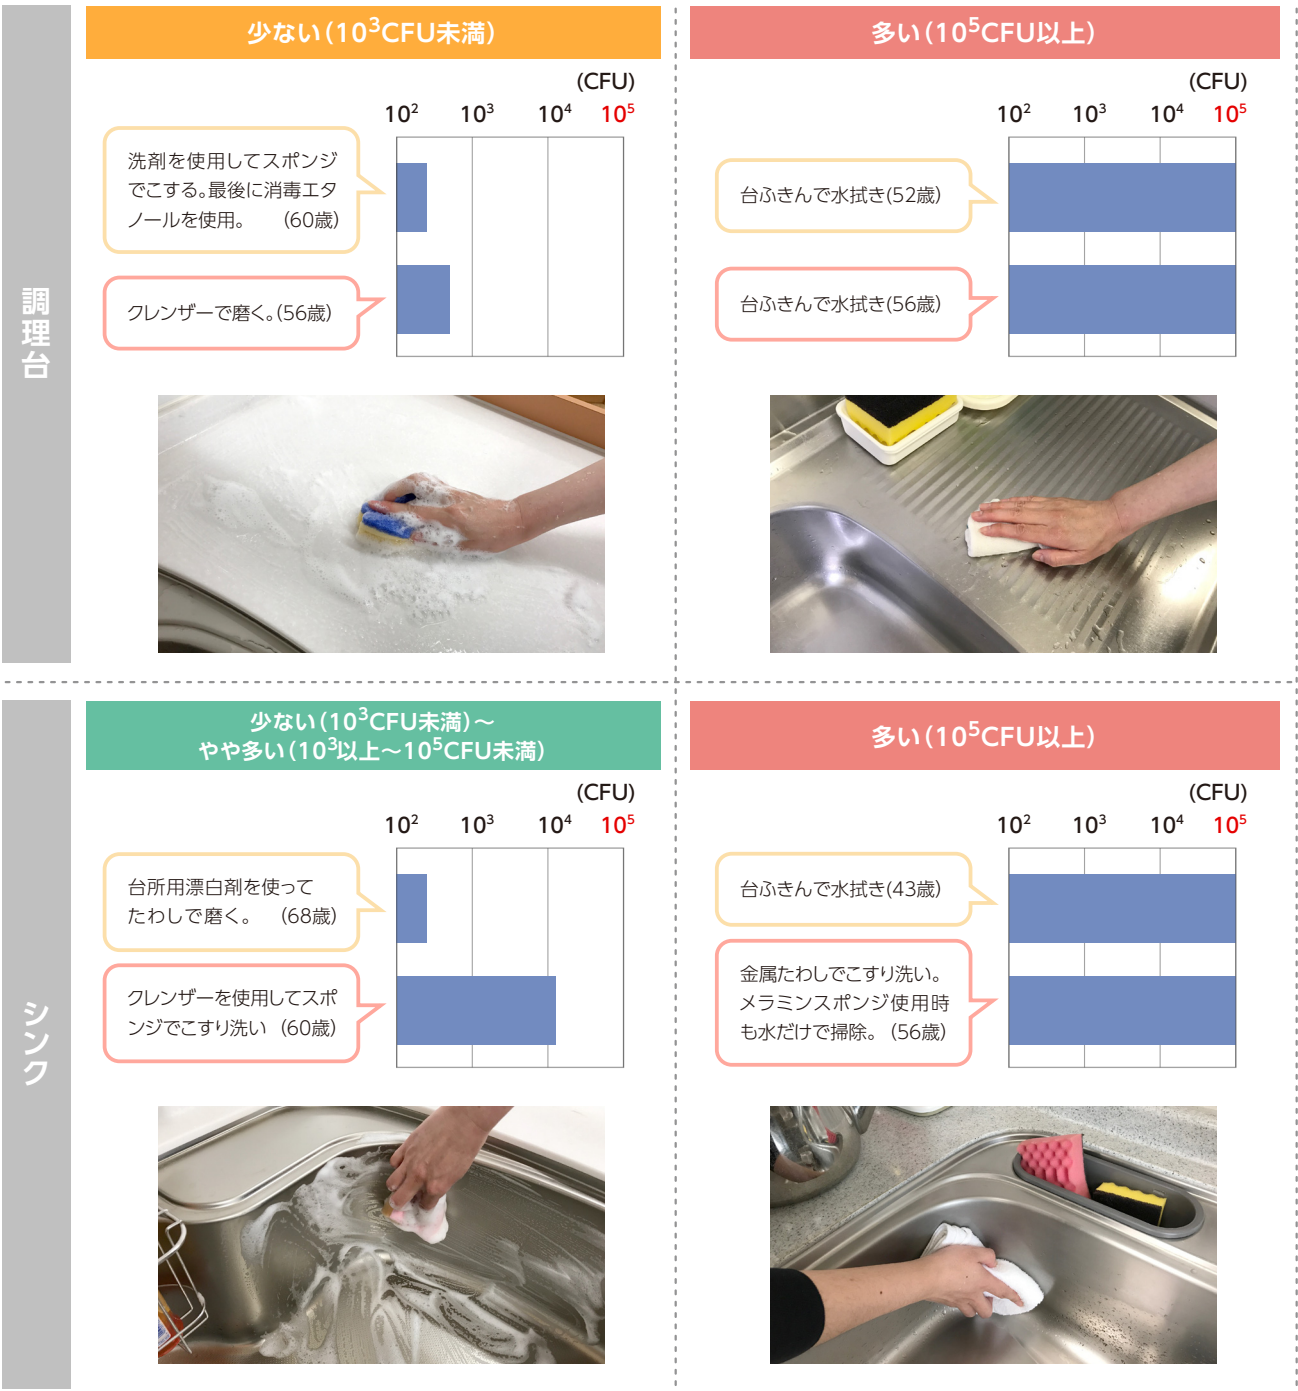 調理台
少ない（10³CFU未満）
(CFU)
10² 10³ 10⁴ 10⁵
洗剤を使用してスポンジ
でこする。最後に消毒エタ
ノールを使用。 （60歳）
クレンザーで磨く。（56歳）
多い（10⁵CFU以上）
(CFU)
10² 10³ 10⁴ 10⁵
台ふきんで水拭き(52歳)
台ふきんで水拭き(56歳)
シンク
少ない（10³CFU未満）～
やや多い（10³以上～10⁵CFU未満）
(CFU)
10² 10³ 10⁴ 10⁵
台所用漂白剤を使って
たわしで磨く。 （68歳）
クレンザーを使用してスポ
ンジでこすり洗い （60歳）
多い（10⁵CFU以上）
(CFU)
10² 10³ 10⁴ 10⁵
台ふきんで水拭き(43歳)
金属たわしでこすり洗い。
メラミンスポンジ使用時
も水だけで掃除。（56歳）